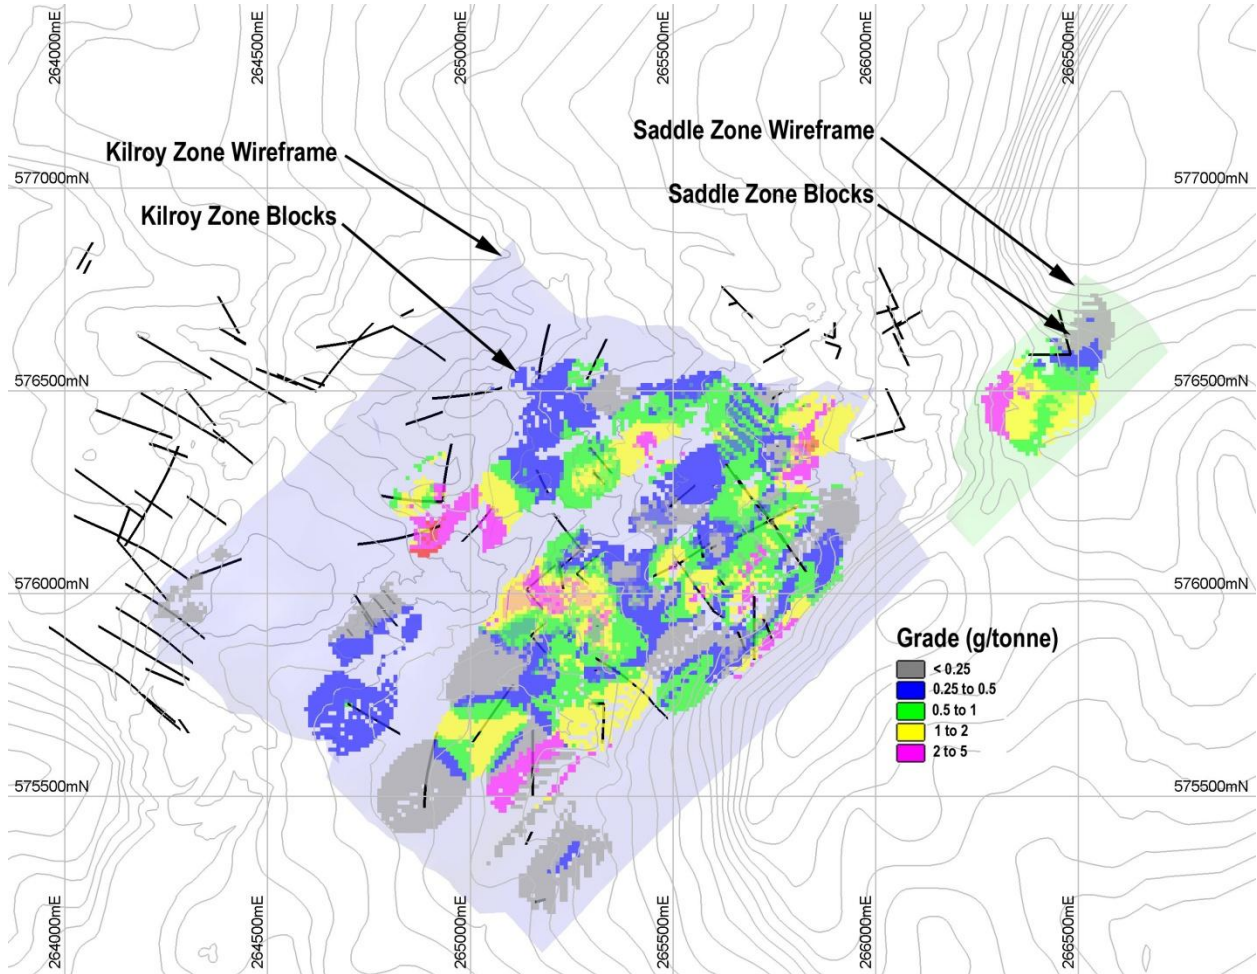 264000mE
264500mE
265000mE
265500mE
266000mE
266500mE
Saddle Zone Wireframe
Kilroy Zone Wireframe
577000mN
577000mN
Saddle Zone Blocks
Kilroy Zone Blocks
576500mN
576500mN
576000mN
576000mN
Grade (g/tonne)
< 0.25
0.25 to 0.5
0.5 to 1
1 to 2
2 to 5
575500mN
575500mN
264000mE
264500mE
265000mE
265500mE
266000mE
266500mE